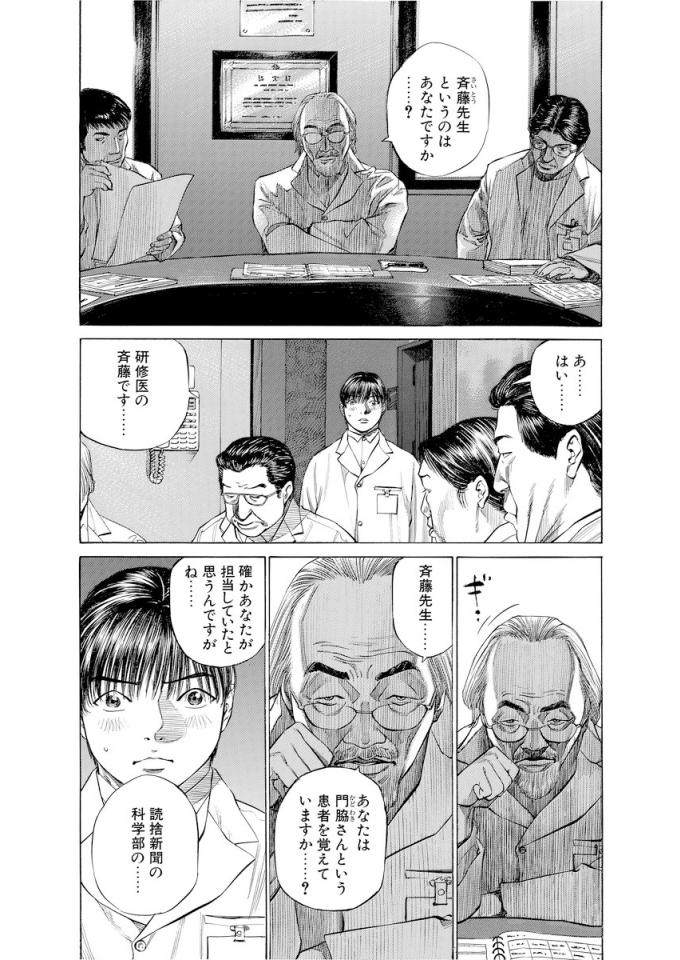 斉藤先生
というのは
あなたですか
……?
あ……
はい……
研修医の
斉藤です……
ギ…
斉藤先生……
あなたは
門脇さんという
患者を覚えて
いますか……?
確かあなたが
担当していたと
思うんですが
ね……
読捨新聞の
科学部の……